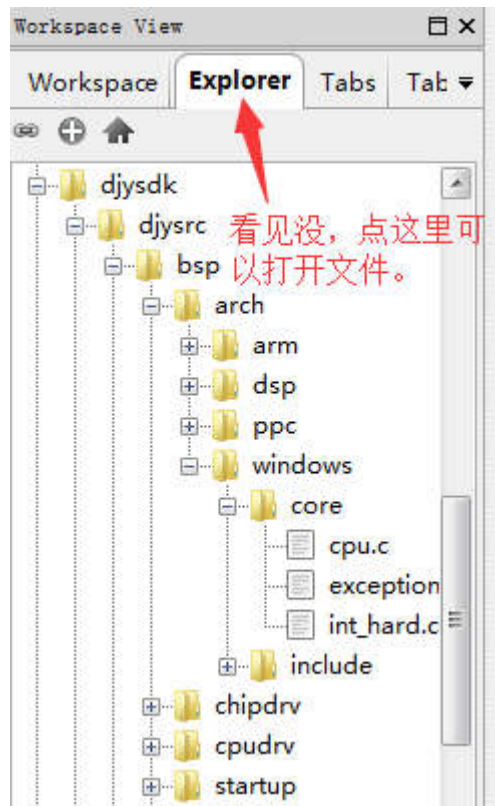 Workspace View
Workspace Explorer Tabs Tab
djysdk
djysrc
看见没，点这里可
bsp
以打开文件。
arch
arm
dsp
ppc
windows
core
cpu.c
exception
int_hard.c
include
chipdrv
cpudrv
startup